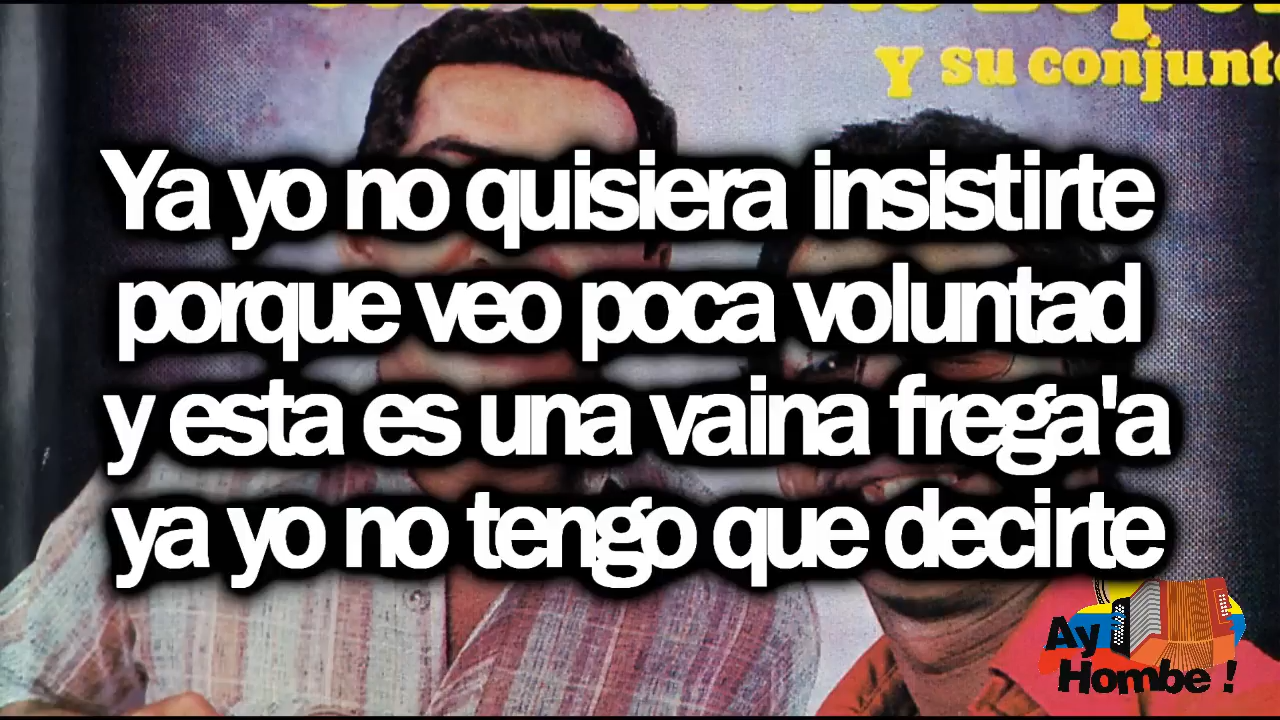 y su conjunto
Ya yo no quisiera insistirte
porque veo poca voluntad
y esta es una vaina frega'a
ya yo no tengo que decirte
Ay
Hombe !